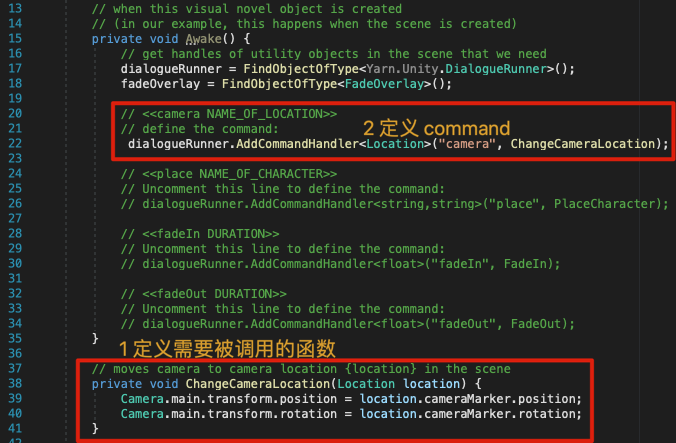 13 // when this visual novel object is created
14 // (in our example, this happens when the scene is created)
15 private void Awake() {
16 // get handles of utility objects in the scene that we need
17 dialogueRunner = FindObjectOfType<Yarn.Unity.DialogueRunner>();
18 fadeOverlay = FindObjectOfType<FadeOverlay>();
19
20 // <<camera NAME_OF_LOCATION>>
21 // define the command:
2 定义 command
22 dialogueRunner.AddCommandHandler<Location>("camera", ChangeCameraLocation);
23
24 // <<place NAME_OF_CHARACTER>>
25 // Uncomment this line to define the command:
26 // dialogueRunner.AddCommandHandler<string,string>("place", PlaceCharacter);
27
28 // <<fadeIn DURATION>>
29 // Uncomment this line to define the command:
30 // dialogueRunner.AddCommandHandler<float>("fadeIn", FadeIn);
31
32 // <<fadeOut DURATION>>
33 // Uncomment this line to define the command:
34 // dialogueRunner.AddCommandHandler<float>("fadeOut", FadeOut);
35 }
1 定义需要被调用的函数
36
37 // moves camera to camera location {location} in the scene
38 private void ChangeCameraLocation(Location location) {
39 Camera.main.transform.position = location.cameraMarker.position;
40 Camera.main.transform.rotation = location.cameraMarker.rotation;
41 }
42